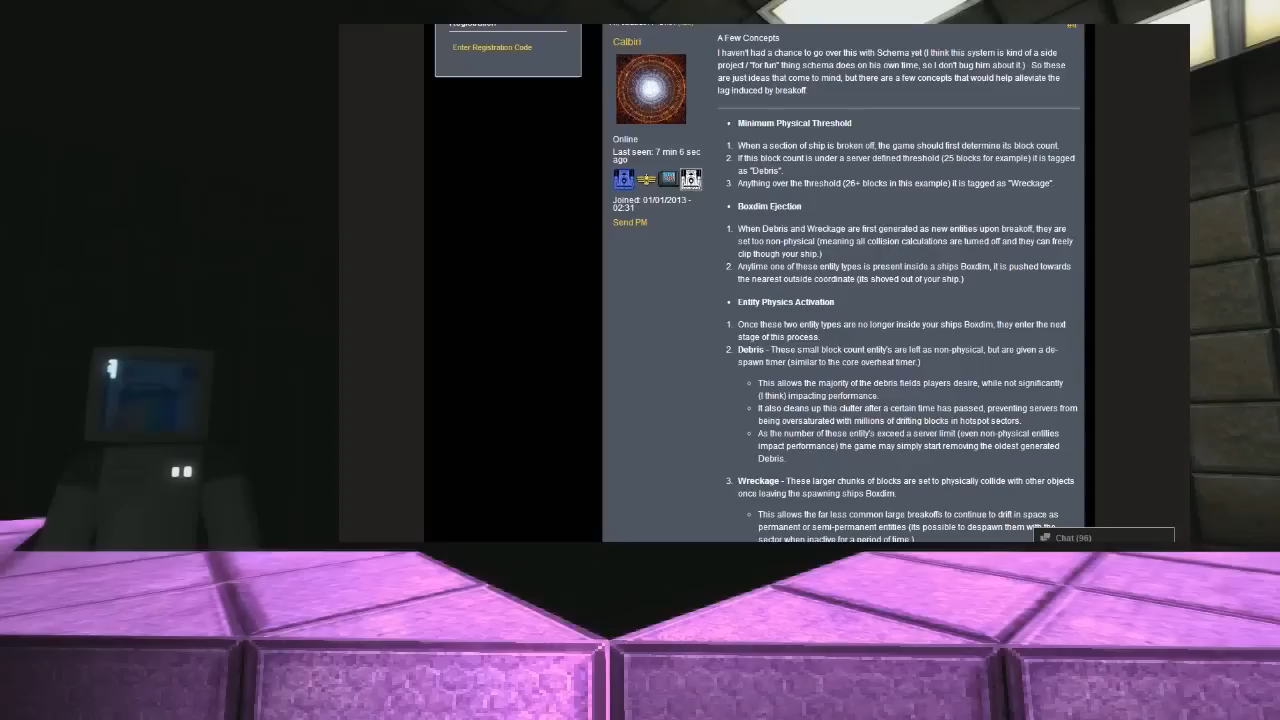 Registration
Enter Registration Code
Calbiri
Online
Last seen: 7 min 6 sec
ago
Joined: 01/01/2013 -
02:31
Send PM
A Few Concepts
I haven't had a chance to go over this with Schema yet (I think this system is kind of a side
project / "for fun" thing schema does on his own time, so I don't bug him about it.) So these
are just ideas that come to mind, but there are a few concepts that would help alleviate the
lag induced by breakoff.
• Minimum Physical Threshold
1. When a section of ship is broken off, the game should first determine its block count.
2. If this block count is under a server defined threshold (25 blocks for example) it is tagged
as "Debris".
3. Anything over the threshold (26+ blocks in this example) it is tagged as "Wreckage".
• Boxdim Ejection
1. When Debris and Wreckage are first generated as new entities upon breakoff, they are
set too non-physical (meaning all collision calculations are turned off and they can freely
clip though your ship.)
2. Anytime one of these entity types is present inside a ships Boxdim, it is pushed towards
the nearest outside coordinate (its shoved out of your ship.)
• Entity Physics Activation
1. Once these two entity types are no longer inside your ships Boxdim, they enter the next
stage of this process.
2. Debris - These small block count entity's are left as non-physical, but are given a de-
spawn timer (similar to the core overheat timer.)
○ This allows the majority of the debris fields players desire, while not significantly
(I think) impacting performance.
○ It also cleans up this clutter after a certain time has passed, preventing servers from
being oversaturated with millions of drifting blocks in hotspot sectors.
○ As the number of these entity's exceed a server limit (even non-physical entities
impact performance) the game may simply start removing the oldest generated
Debris.
3. Wreckage - These larger chunks of blocks are set to physically collide with other objects
once leaving the spawning ships Boxdim.
○ This allows the far less common large breakoffs to continue to drift in space as
permanent or semi-permanent entities (its possible to despawn them with the
sector when inactive for a period of time.)
Chat (96)